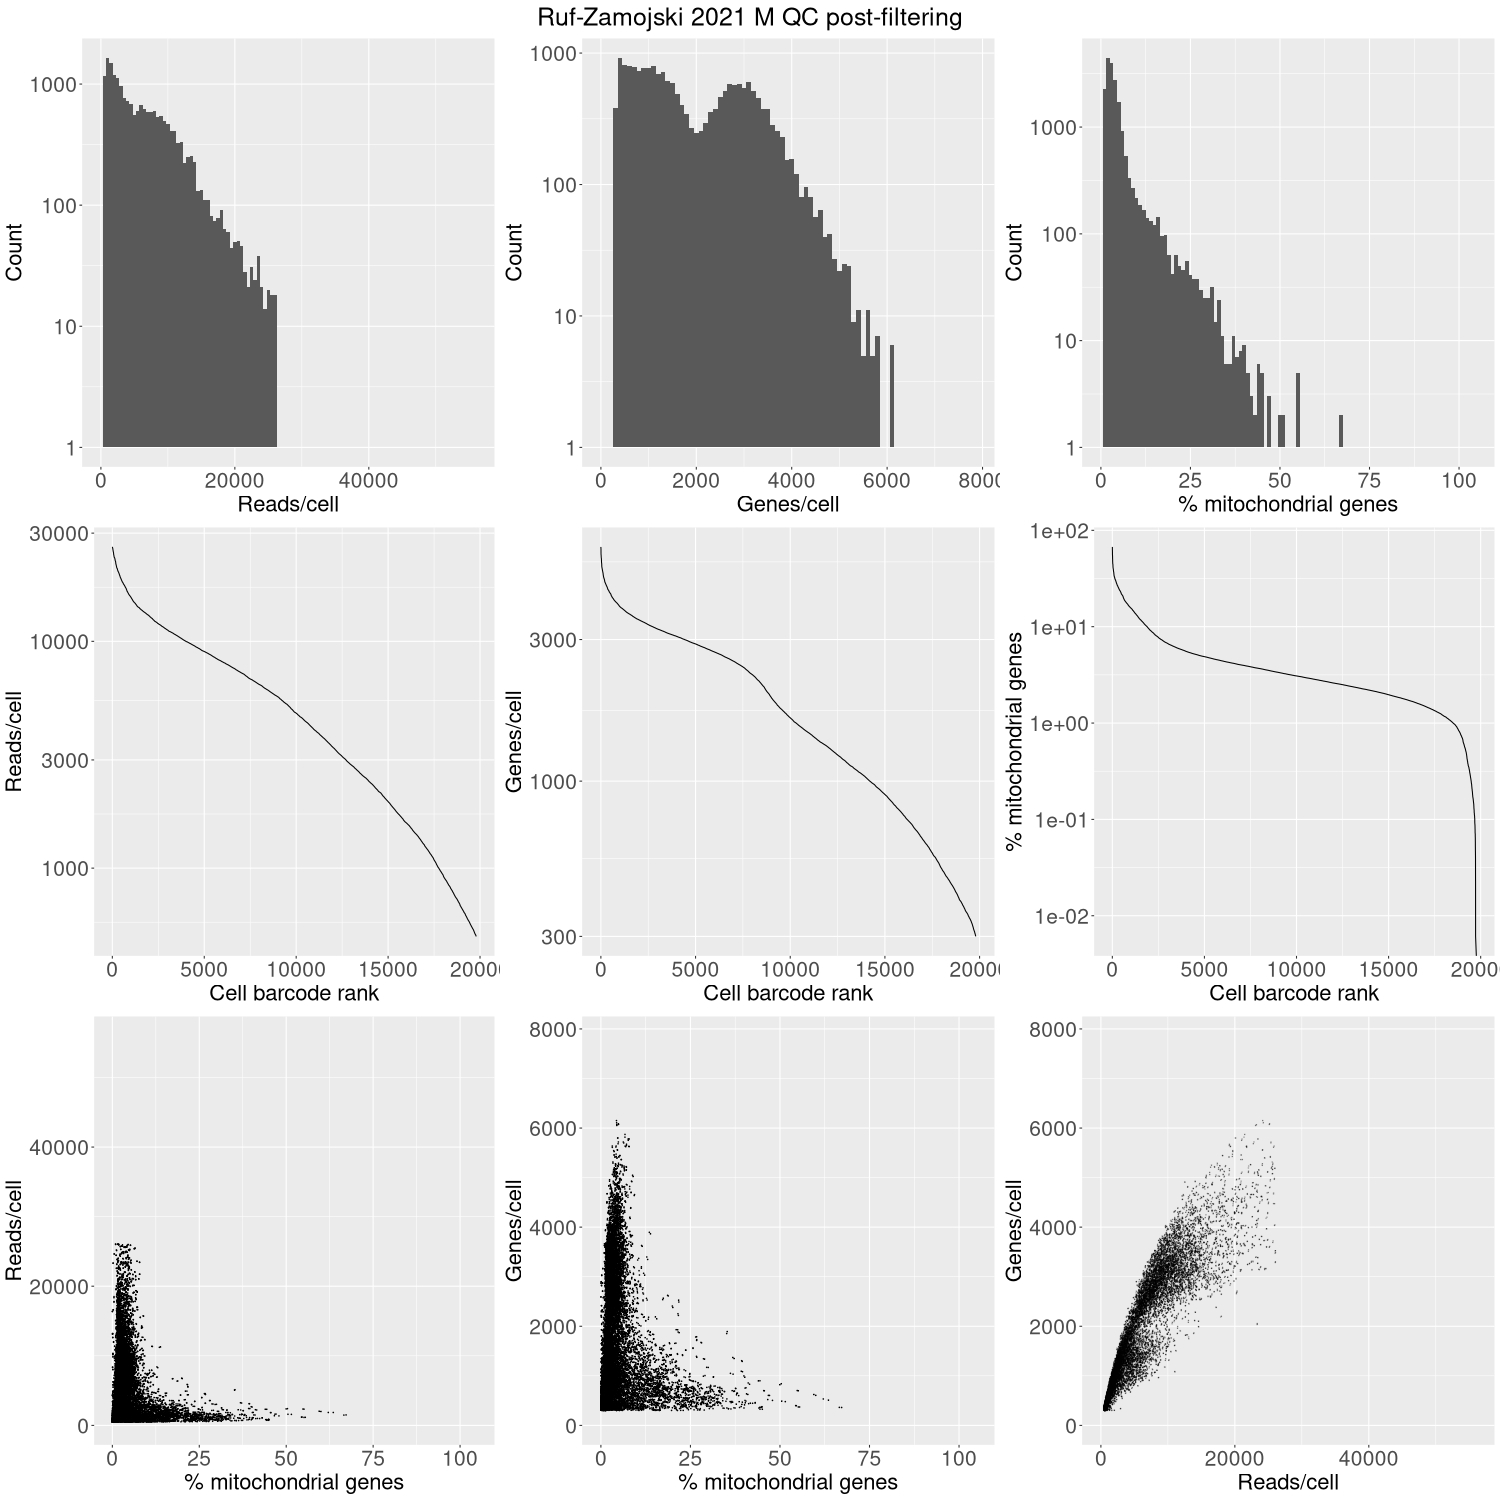 Ruf-Zamojski 2021 M QC post-filtering
1000
100
10
1
Count
0 20000 40000
Reads/cell
1000
100
10
1
Count
0 2000 4000 6000 8000
Genes/cell
1000
100
10
1
Count
0 25 50 75 100
% mitochondrial genes
30000
10000
3000
1000
Reads/cell
0 5000 10000 15000 20000
Cell barcode rank
3000
1000
300
Genes/cell
0 5000 10000 15000 20000
Cell barcode rank
1e+02
1e+01
1e+00
1e-01
1e-02
% mitochondrial genes
0 5000 10000 15000 20000
Cell barcode rank
40000
20000
0
Reads/cell
0 25 50 75 100
% mitochondrial genes
8000
6000
4000
2000
0
Genes/cell
0 25 50 75 100
% mitochondrial genes
8000
6000
4000
2000
0
Genes/cell
0 20000 40000
Reads/cell